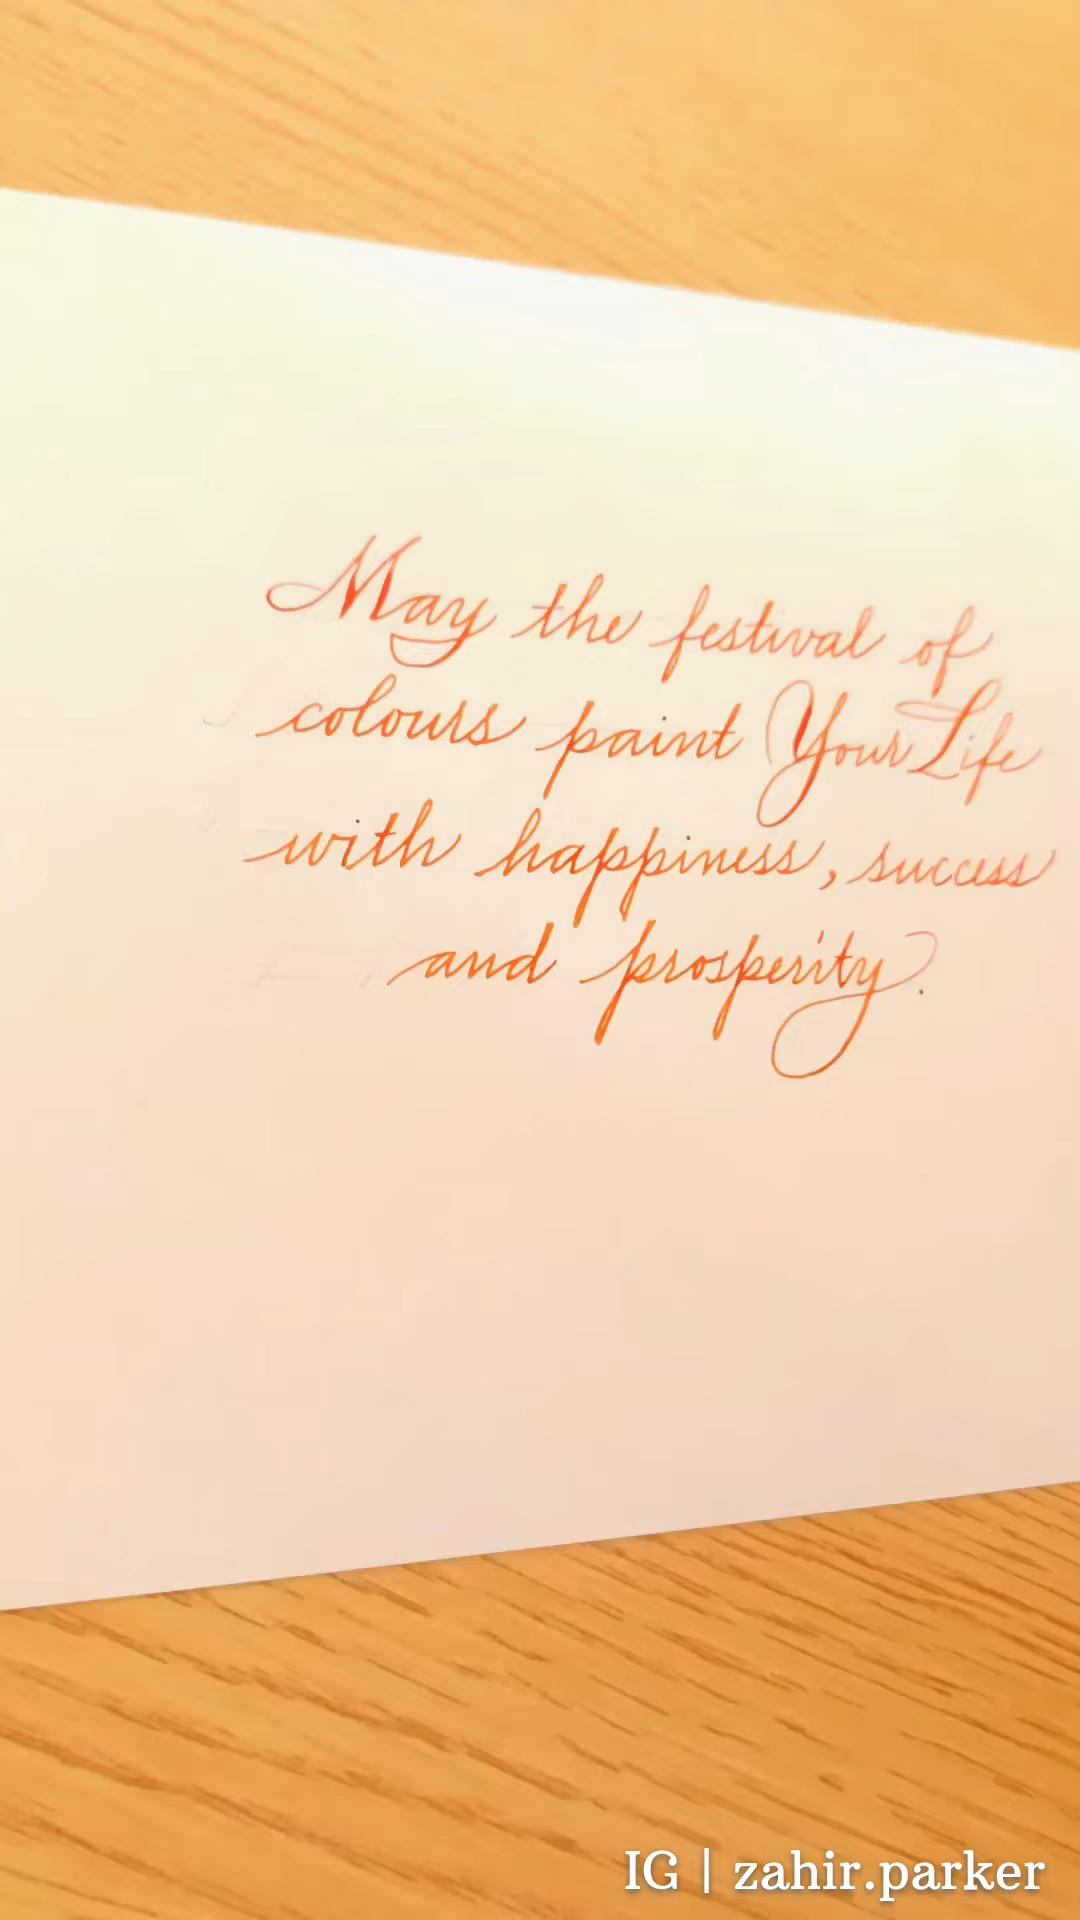 May the festival of
colours paint Your Life
with happiness, success
and prosperity.
IG | zahir.parker